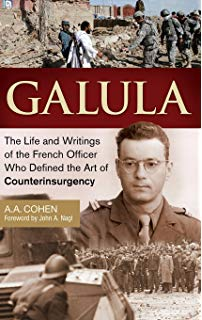 GALULA
The Life and Writings
of the French Officer
Who Defined the Art of
Counterinsurgency
A.A. COHEN
Foreword by John A. Nagl